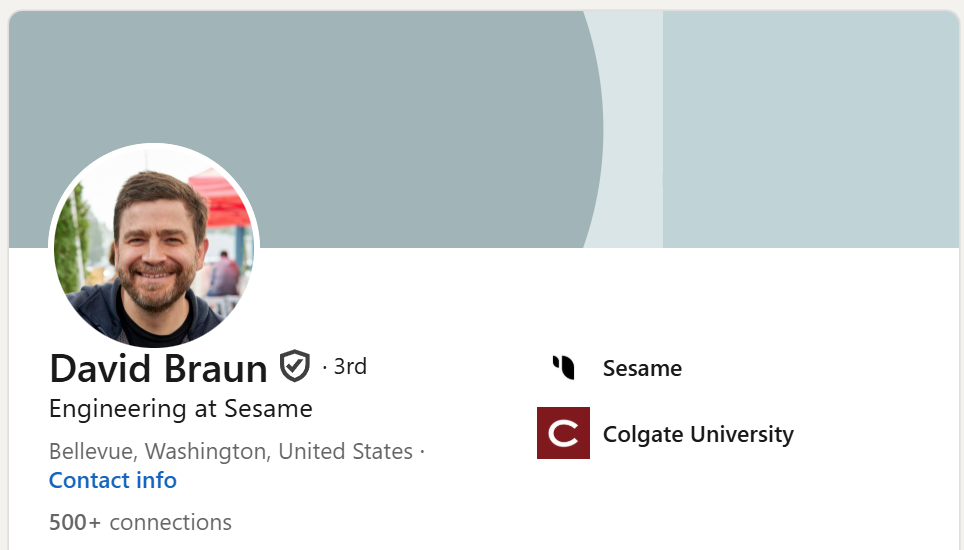 David Braun · 3rd
Engineering at Sesame
Bellevue, Washington, United States ·
Contact info
500+ connections
Sesame
C
Colgate University